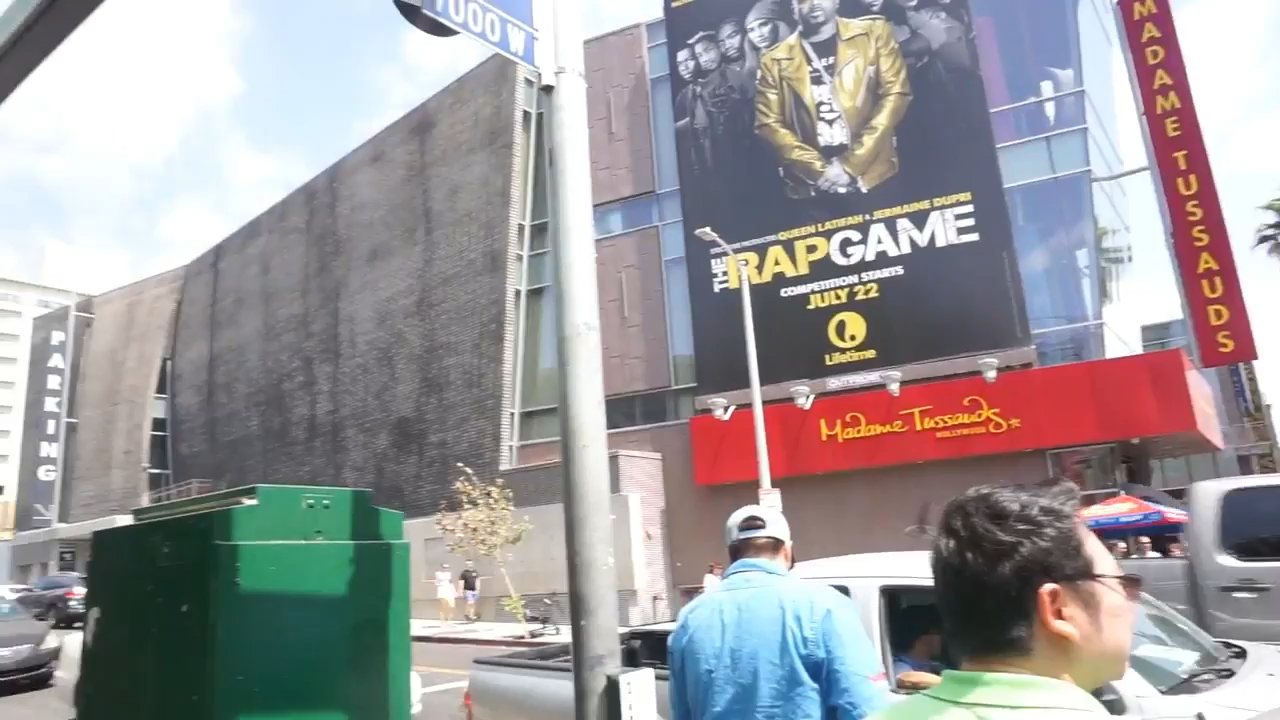 7000 W
MADAME TUSSAUDS
QUEEN LATIFAH & JERMAINE DUPRI
THE RAP GAME
COMPETITION STARTS
JULY 22
Lifetime
OUTFRONT
Madame Tussauds
HOLLYWOOD
PARKING